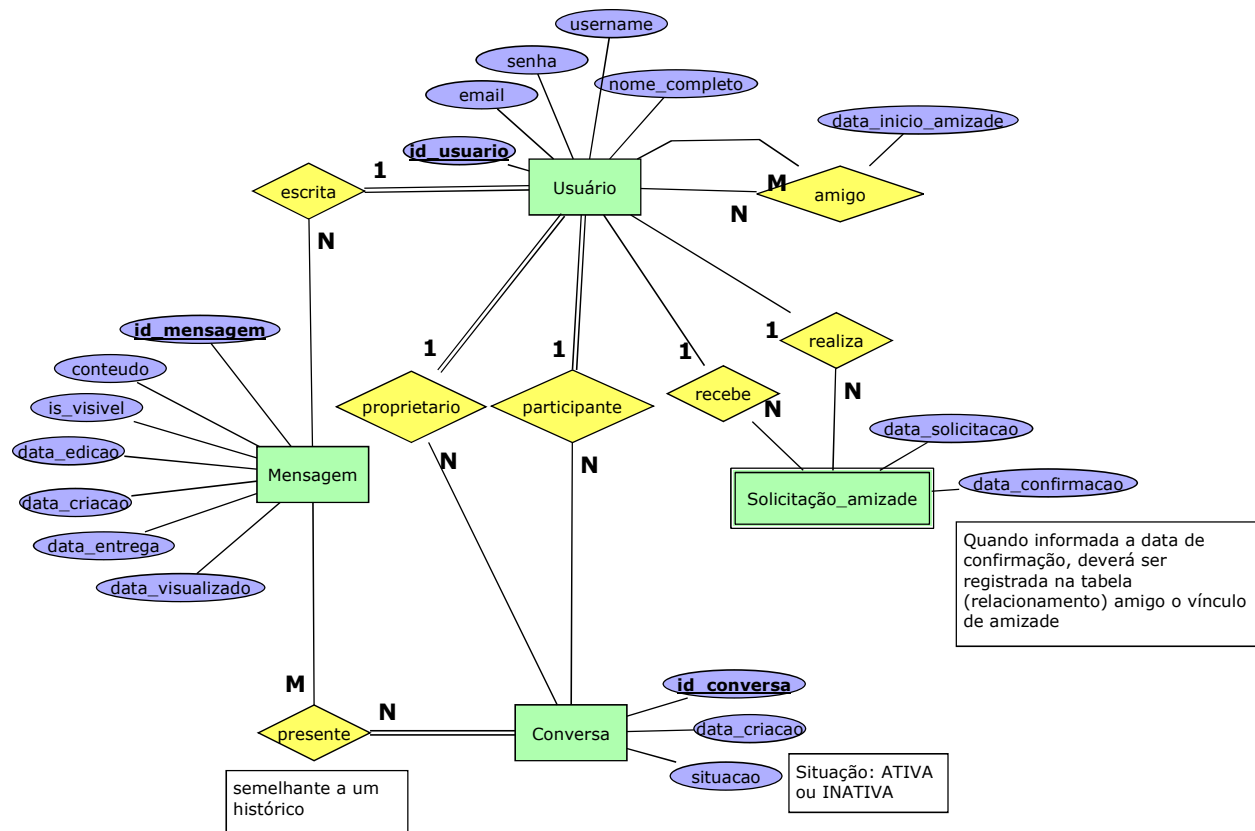 username
senha
nome_completo
email
data_inicio_amizade
id_usuario
1
Usuário
escrita
M
amigo
N
N
id_mensagem
1
realiza
1
1
1
conteudo
recebe
N
N
proprietario
participante
is_visivel
data_solicitacao
data_edicao
N
N
Mensagem
data_confirmacao
data_criacao
Solicitação_amizade
data_entrega
Quando informada a data de
confirmação, deverá ser
registrada na tabela
(relacionamento) amigo o vínculo
de amizade
data_visualizado
M
id_conversa
N
presente
Conversa
data_criacao
situacao
semelhante a um
histórico
Situação: ATIVA
ou INATIVA